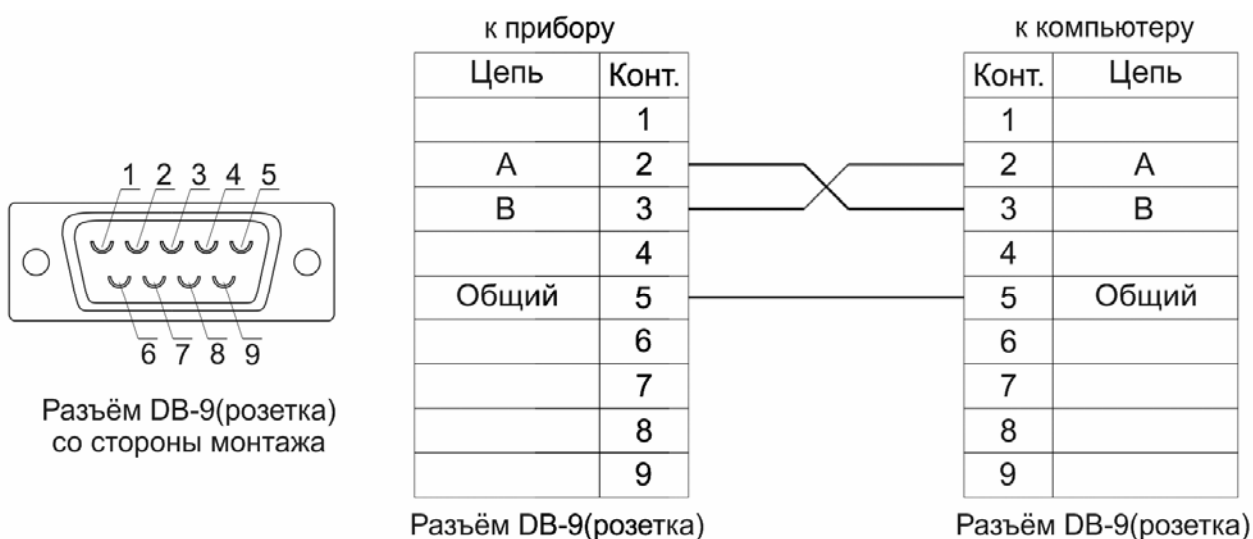 к прибору
к компьютеру
Цепь Конт.
Конт. Цепь
1
1
A 2
2 A
B 3
3 B
4
4
Общий 5
5 Общий
6
6
7
7
8
8
9
9
1 2 3 4 5
6 7 8 9
Разъём DB-9(розетка)
со стороны монтажа
Разъём DB-9(розетка)
Разъём DB-9(розетка)